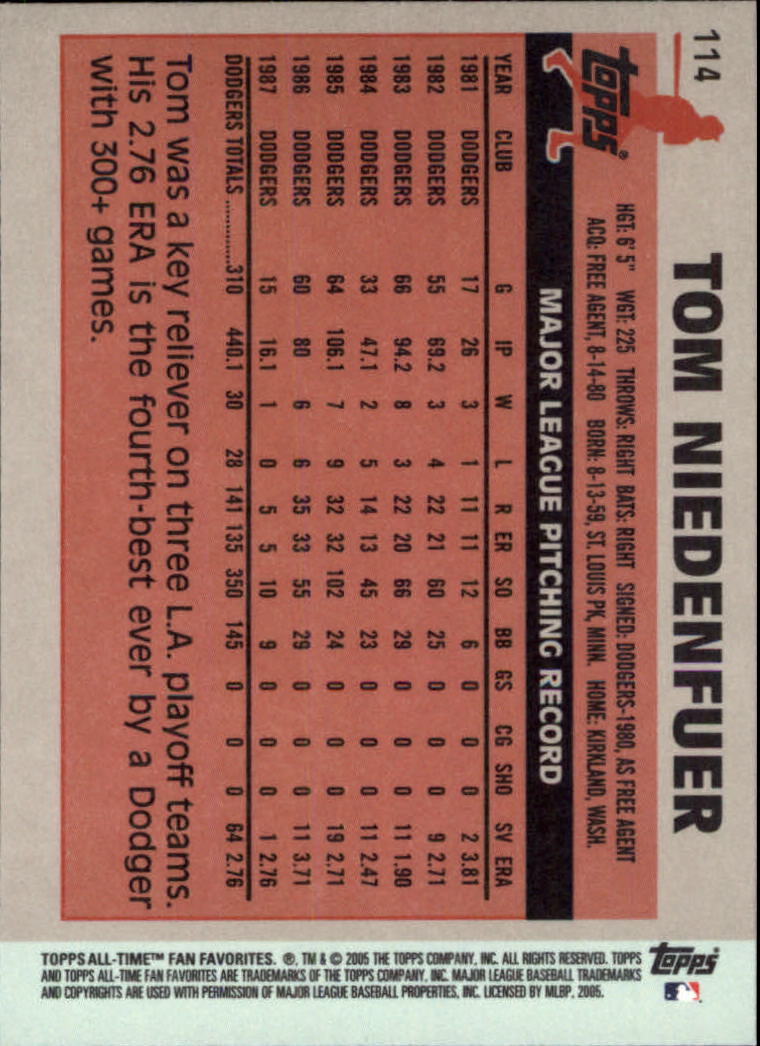 114
TOM NIEDENFUER
topps®
HGT: 6' 5" WGT: 225 THROWS: RIGHT BATS: RIGHT SIGNED: DODGERS-1980, AS FREE AGENT
ACQ: FREE AGENT, 8-14-80 BORN: 8-13-59, ST. LOUIS PK, MINN. HOME: KIRKLAND, WASH.
MAJOR LEAGUE PITCHING RECORD
YEAR CLUB G IP W L R ER SO BB GS CG SHO SV ERA
1981 DODGERS 17 26 3 1 11 11 12 6 0 0 0 2 3.81
1982 DODGERS 55 69.2 3 4 22 21 60 25 0 0 0 9 2.71
1983 DODGERS 66 94.2 8 3 22 20 66 29 0 0 0 11 1.90
1984 DODGERS 33 47.1 2 5 14 13 45 23 0 0 0 11 2.47
1985 DODGERS 64 106.1 7 9 32 32 102 24 0 0 0 19 2.71
1986 DODGERS 60 80 6 6 35 33 55 29 0 0 0 11 3.71
1987 DODGERS 15 16.1 1 0 5 5 10 9 0 0 0 1 2.76
DODGERS TOTALS ..............310 440.1 30 28 141 135 350 145 0 0 0 64 2.76
Tom was a key reliever on three L.A. playoff teams.
His 2.76 ERA is the fourth-best ever by a Dodger
with 300+ games.
topps®
TOPPS ALL-TIME™ FAN FAVORITES. ®, TM & © 2005 THE TOPPS COMPANY, INC. ALL RIGHTS RESERVED. TOPPS
AND TOPPS ALL-TIME FAN FAVORITES ARE TRADEMARKS OF THE TOPPS COMPANY, INC. MAJOR LEAGUE BASEBALL TRADEMARKS
AND COPYRIGHTS ARE USED WITH PERMISSION OF MAJOR LEAGUE BASEBALL PROPERTIES, INC. LICENSED BY MLBP, 2005.